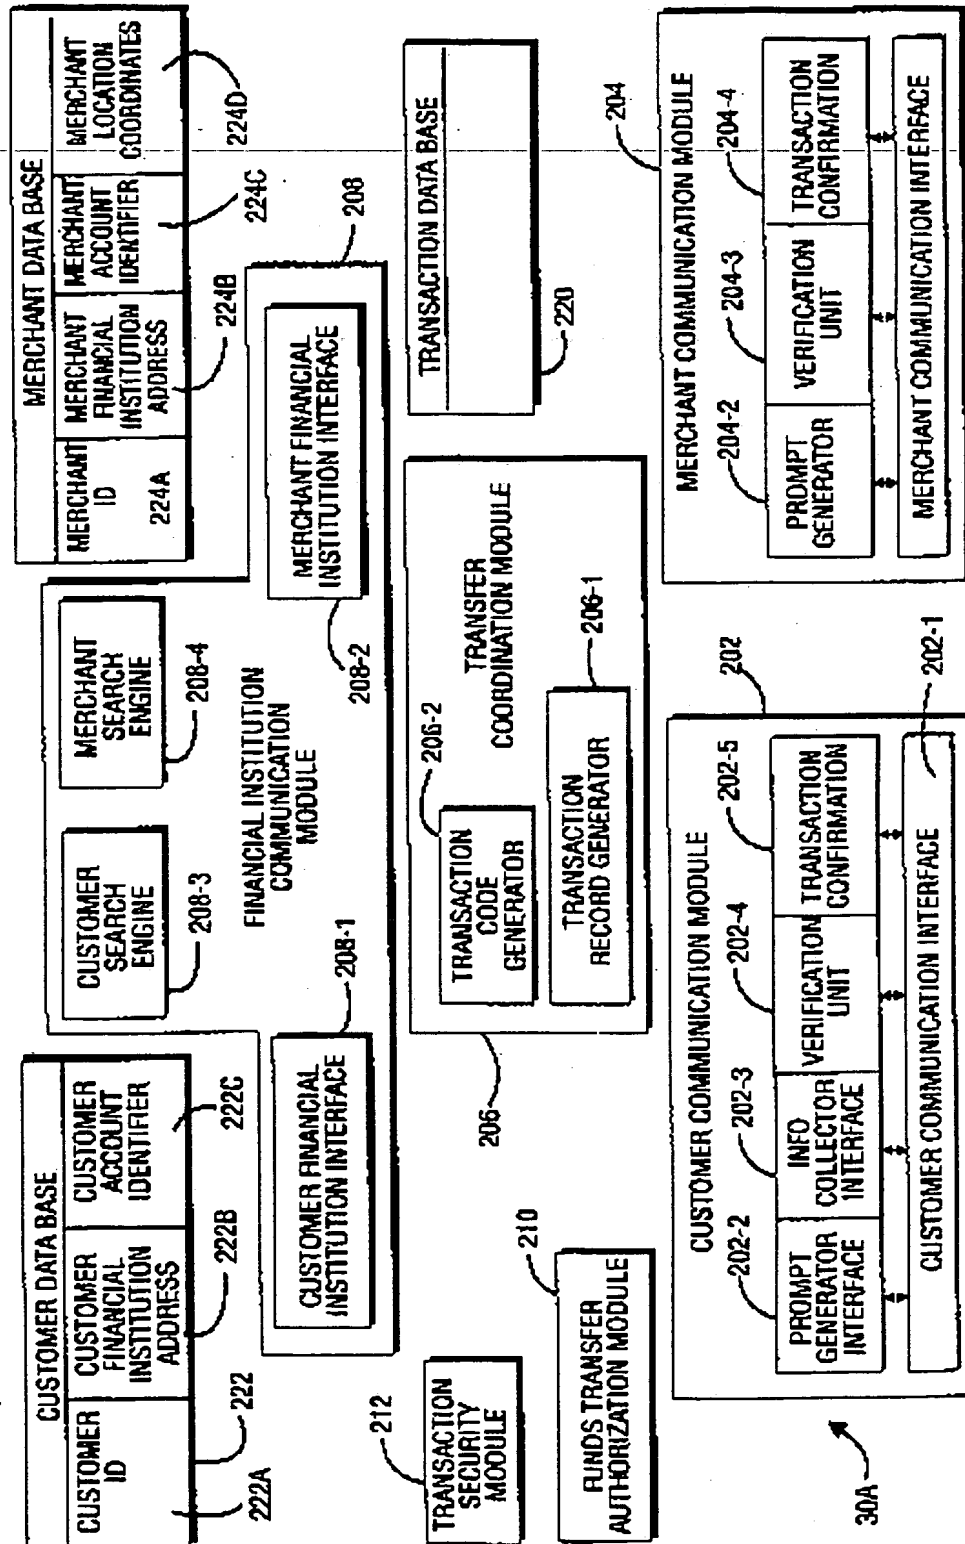 CUSTOMER DATA BASE
CUSTOMER
ID
CUSTOMER
FINANCIAL
INSTITUTION
ADDRESS
CUSTOMER
ACCOUNT
IDENTIFIER
222A
222
222B
222C
CUSTOMER
SEARCH
ENGINE
208-3
MERCHANT
SEARCH
ENGINE
208-4
MERCHANT DATA BASE
MERCHANT
ID
224A
MERCHANT
FINANCIAL
INSTITUTION
ADDRESS
MERCHANT
ACCOUNT
IDENTIFIER
MERCHANT
LOCATION
COORDINATES
224B
224C
224D
FINANCIAL INSTITUTION
COMMUNICATION
MODULE
208
CUSTOMER FINANCIAL
INSTITUTION INTERFACE
208-1
MERCHANT FINANCIAL
INSTITUTION INTERFACE
208-2
212
TRANSACTION
SECURITY
MODULE
210
FUNDS TRANSFER
AUTHORIZATION MODULE
206
TRANSFER
COORDINATION MODULE
206-2
TRANSACTION
CODE
GENERATOR
206-1
TRANSACTION
RECORD GENERATOR
TRANSACTION DATA BASE
220
30A
CUSTOMER COMMUNICATION MODULE
202
202-2
202-3
202-4
202-5
PROMPT
GENERATOR
INTERFACE
INFO
COLLECTOR
INTERFACE
VERIFICATION
UNIT
TRANSACTION
CONFIRMATION
CUSTOMER COMMUNICATION INTERFACE
202-1
MERCHANT COMMUNICATION MODULE
204
204-2
204-3
204-4
PROMPT
GENERATOR
VERIFICATION
UNIT
TRANSACTION
CONFIRMATION
MERCHANT COMMUNICATION INTERFACE